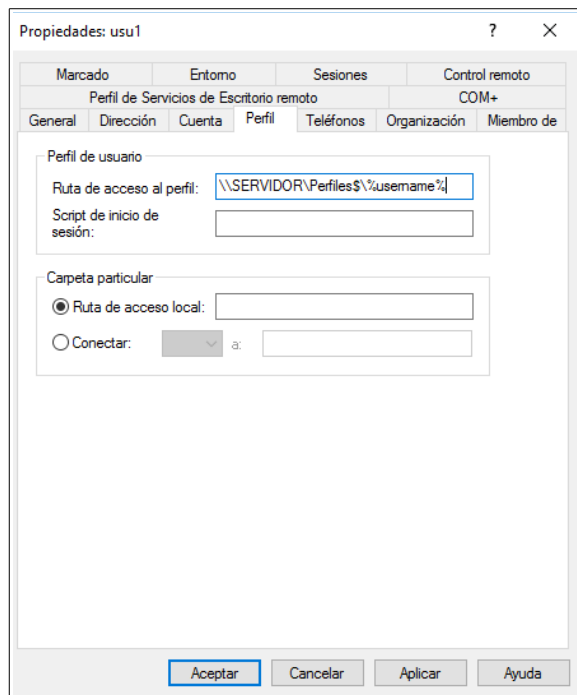 Propiedades: usu1
?
Marcado Entorno Sesiones Control remoto
Perfil de Servicios de Escritorio remoto COM+
General Dirección Cuenta Perfil Teléfonos Organización Miembro de
Perfil de usuario
Ruta de acceso al perfil: \\SERVIDOR\Perfiles$\%username%
Script de inicio de
sesión:
Carpeta particular
Ruta de acceso local:
Conectar: a:
Aceptar Cancelar Aplicar Ayuda